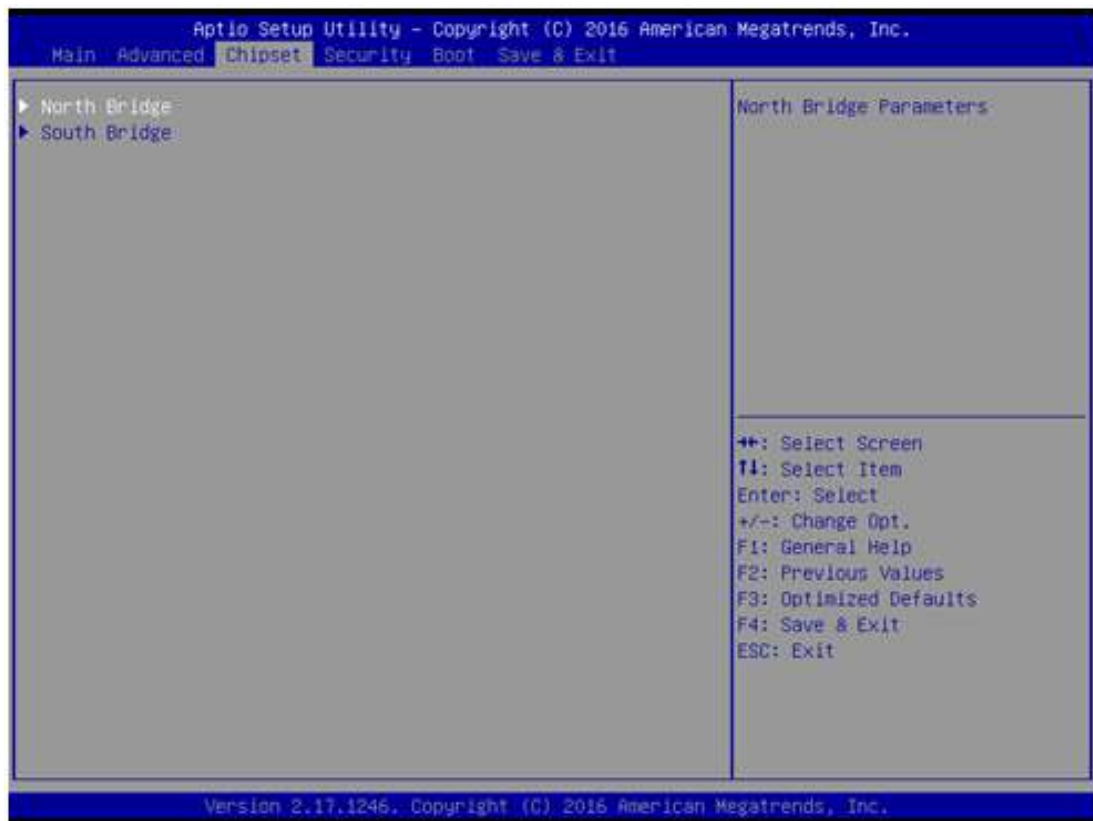 Aptio Setup Utility – Copyright (C) 2016 American Megatrends, Inc.
Main Advanced Chipset Security Boot Save & Exit
▶ North Bridge
▶ South Bridge
North Bridge Parameters
→←: Select Screen
↑↓: Select Item
Enter: Select
+/-: Change Opt.
F1: General Help
F2: Previous Values
F3: Optimized Defaults
F4: Save & Exit
ESC: Exit
Version 2.17.1246. Copyright (C) 2016 American Megatrends, Inc.